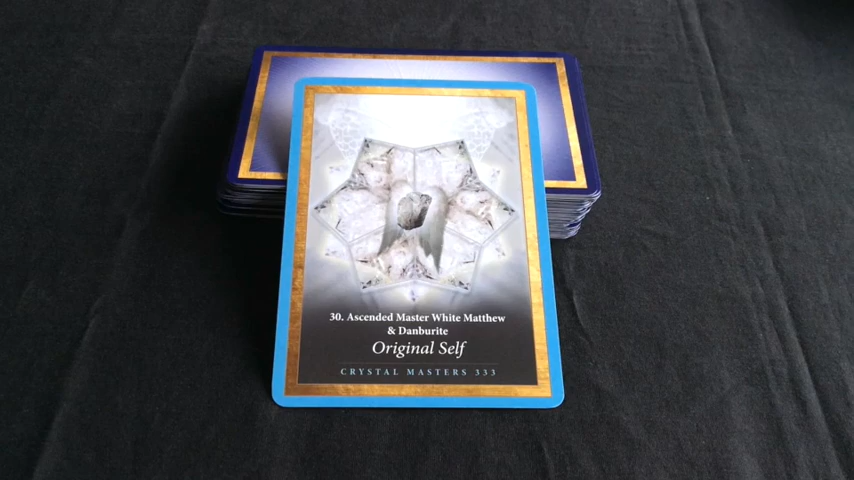 30. Ascended Master White Matthew
& Danburite
Original Self
CRYSTAL MASTERS 333